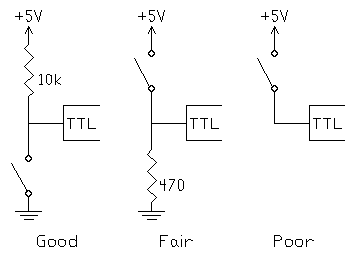 +5V +5V +5V
10k
TTL TTL TTL
470
Good Fair Poor